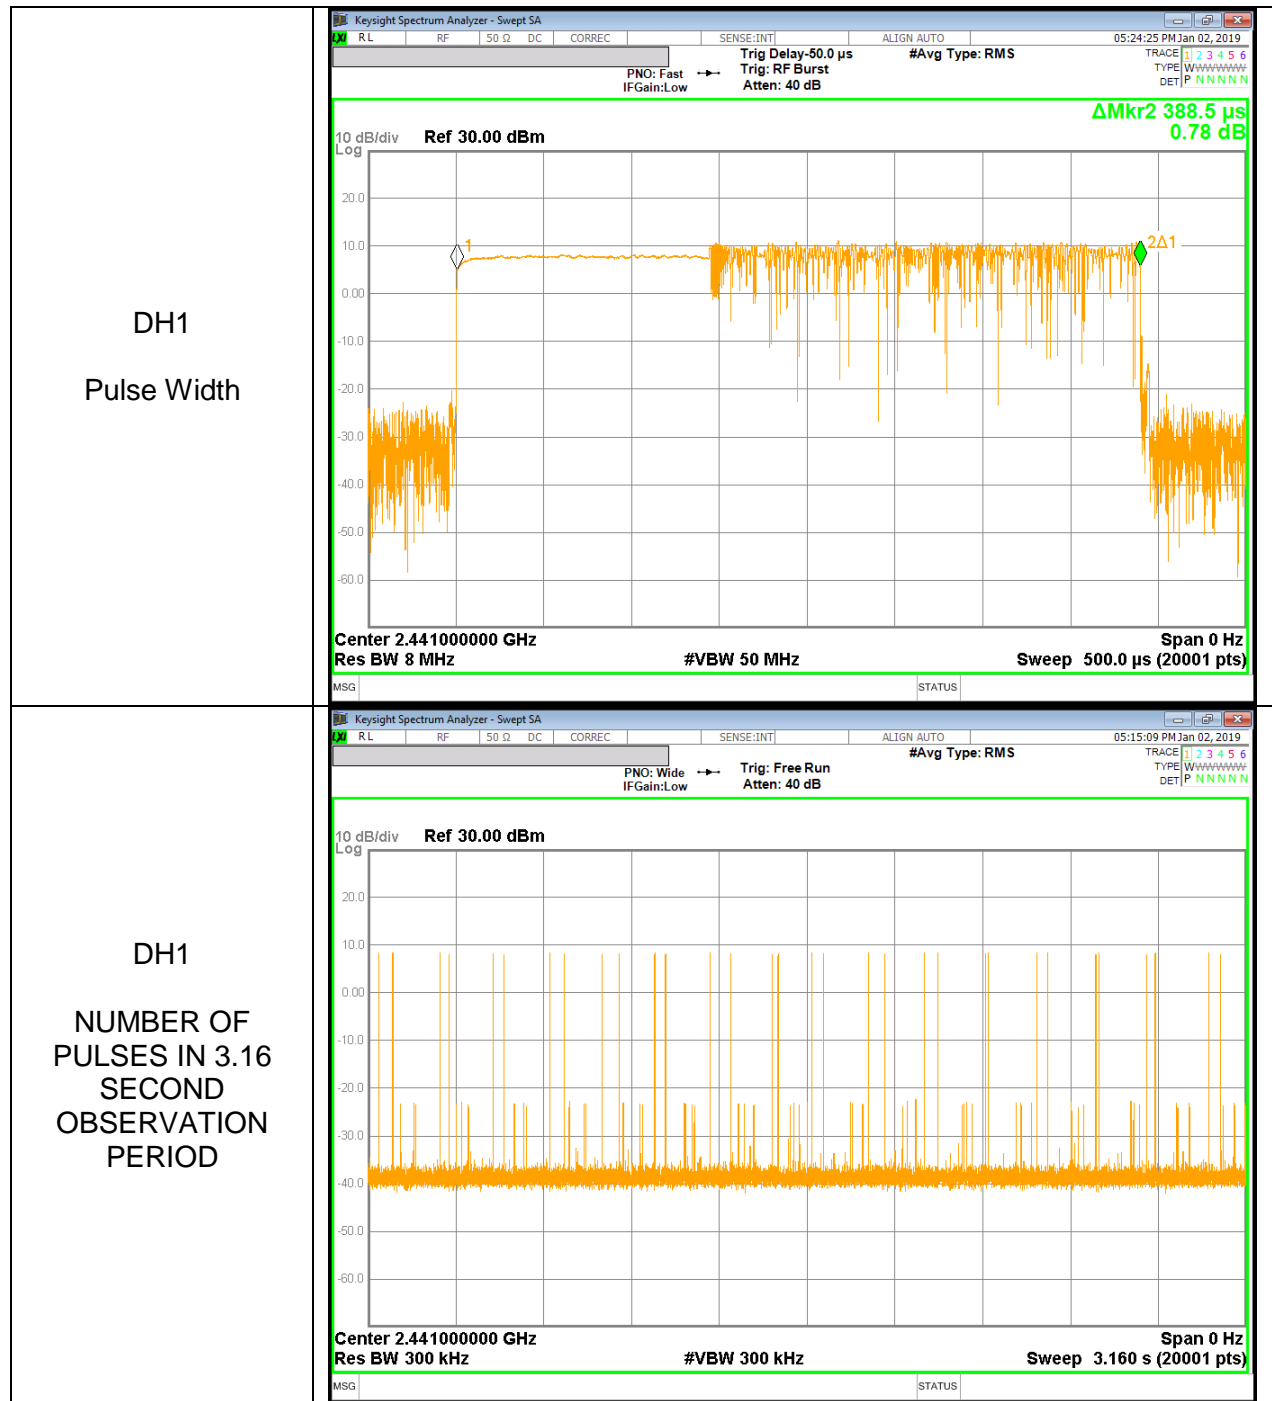 DH1
Pulse Width
Keysight Spectrum Analyzer - Swept SA
LXI RL RF 50 Ω DC CORREC SENSE:INT ALIGN AUTO 05:24:25 PM Jan 02, 2019
Trig Delay-50.0 µs #Avg Type: RMS TRACE 1 2 3 4 5 6
PNO: Fast Trig: RF Burst TYPE WWWWWW
IFGain:Low Atten: 40 dB DET P N N N N N
ΔMkr2 388.5 µs
0.78 dB
10 dB/div Ref 30.00 dBm
Log
20.0
10.0
1
2Δ1
0.00
-10.0
-20.0
-30.0
-40.0
-50.0
-60.0
Center 2.441000000 GHz Span 0 Hz
Res BW 8 MHz #VBW 50 MHz Sweep 500.0 µs (20001 pts)
MSG STATUS
DH1
NUMBER OF
PULSES IN 3.16
SECOND
OBSERVATION
PERIOD
Keysight Spectrum Analyzer - Swept SA
LXI RL RF 50 Ω DC CORREC SENSE:INT ALIGN AUTO 05:15:09 PM Jan 02, 2019
#Avg Type: RMS TRACE 1 2 3 4 5 6
PNO: Wide Trig: Free Run TYPE WWWWWW
IFGain:Low Atten: 40 dB DET P N N N N N
10 dB/div Ref 30.00 dBm
Log
20.0
10.0
0.00
-10.0
-20.0
-30.0
-40.0
-50.0
-60.0
Center 2.441000000 GHz Span 0 Hz
Res BW 300 kHz #VBW 300 kHz Sweep 3.160 s (20001 pts)
MSG STATUS